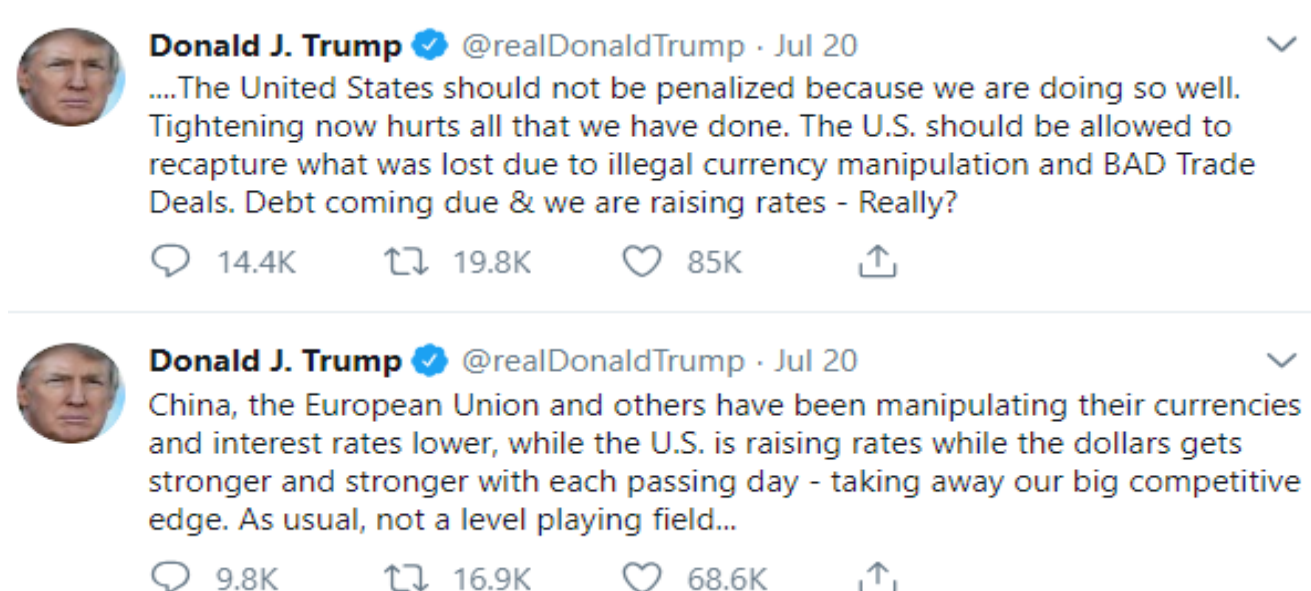 Donald J. Trump @realDonaldTrump · Jul 20
....The United States should not be penalized because we are doing so well.
Tightening now hurts all that we have done. The U.S. should be allowed to
recapture what was lost due to illegal currency manipulation and BAD Trade
Deals. Debt coming due & we are raising rates - Really?
14.4K 19.8K 85K
Donald J. Trump @realDonaldTrump · Jul 20
China, the European Union and others have been manipulating their currencies
and interest rates lower, while the U.S. is raising rates while the dollars gets
stronger and stronger with each passing day - taking away our big competitive
edge. As usual, not a level playing field...
9.8K 16.9K 68.6K